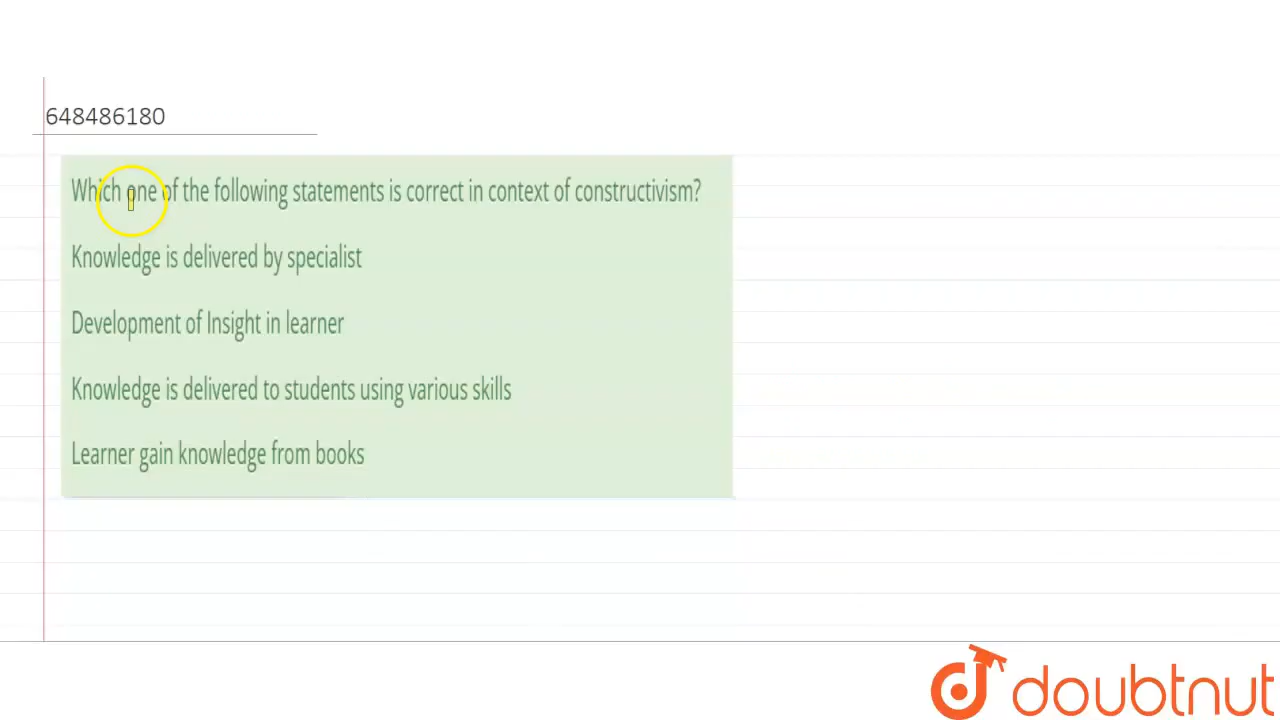 648486180
Which one of the following statements is correct in context of constructivism?
Knowledge is delivered by specialist
Development of Insight in learner
Knowledge is delivered to students using various skills
Learner gain knowledge from books
doubtnut